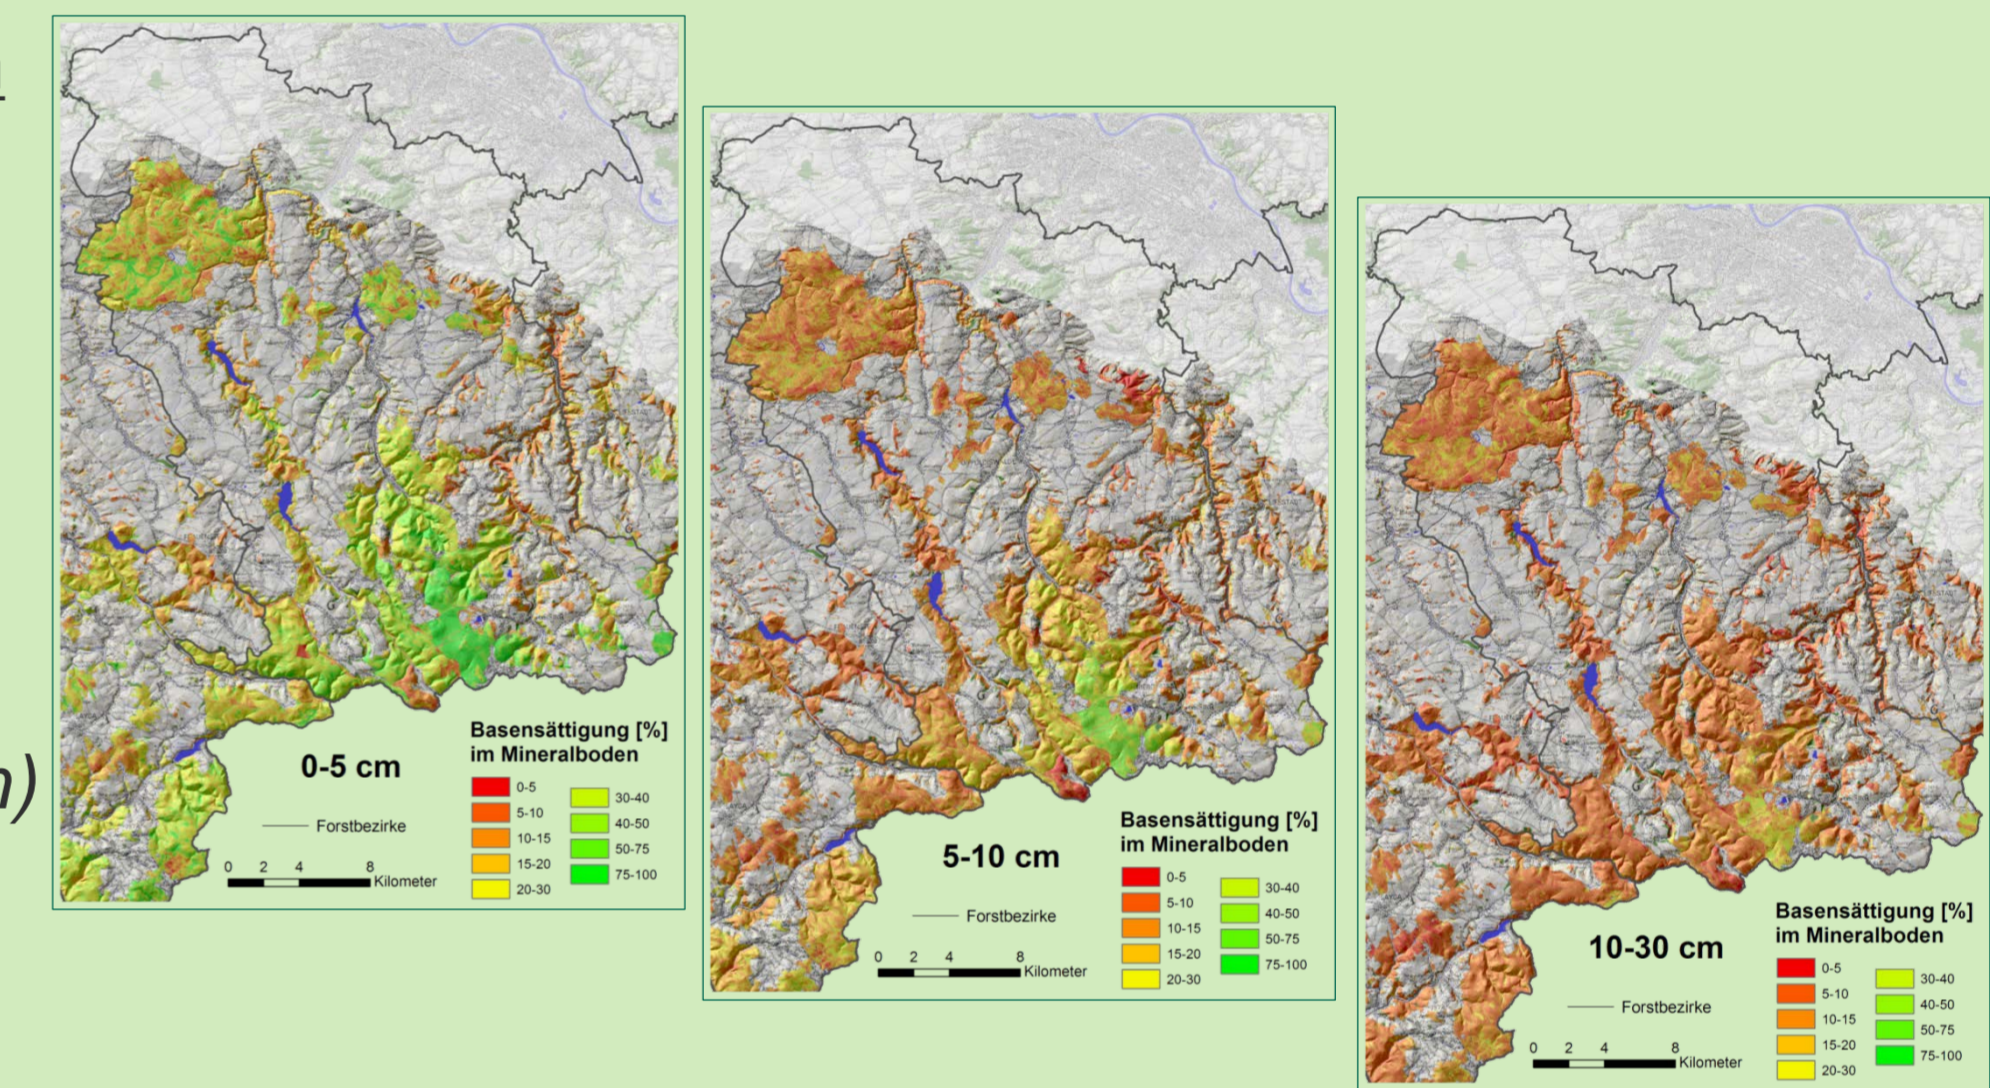 n)
0-5 cm
Forstbezirke
0 2 4 8
Kilometer
Basensättigung [%]
im Mineralboden
0-5
5-10
10-15
15-20
20-30
30-40
40-50
50-75
75-100
5-10 cm
Forstbezirke
0 2 4 8
Kilometer
Basensättigung [%]
im Mineralboden
0-5
5-10
10-15
15-20
20-30
30-40
40-50
50-75
75-100
10-30 cm
Forstbezirke
0 2 4 8
Kilometer
Basensättigung [%]
im Mineralboden
0-5
5-10
10-15
15-20
20-30
30-40
40-50
50-75
75-100